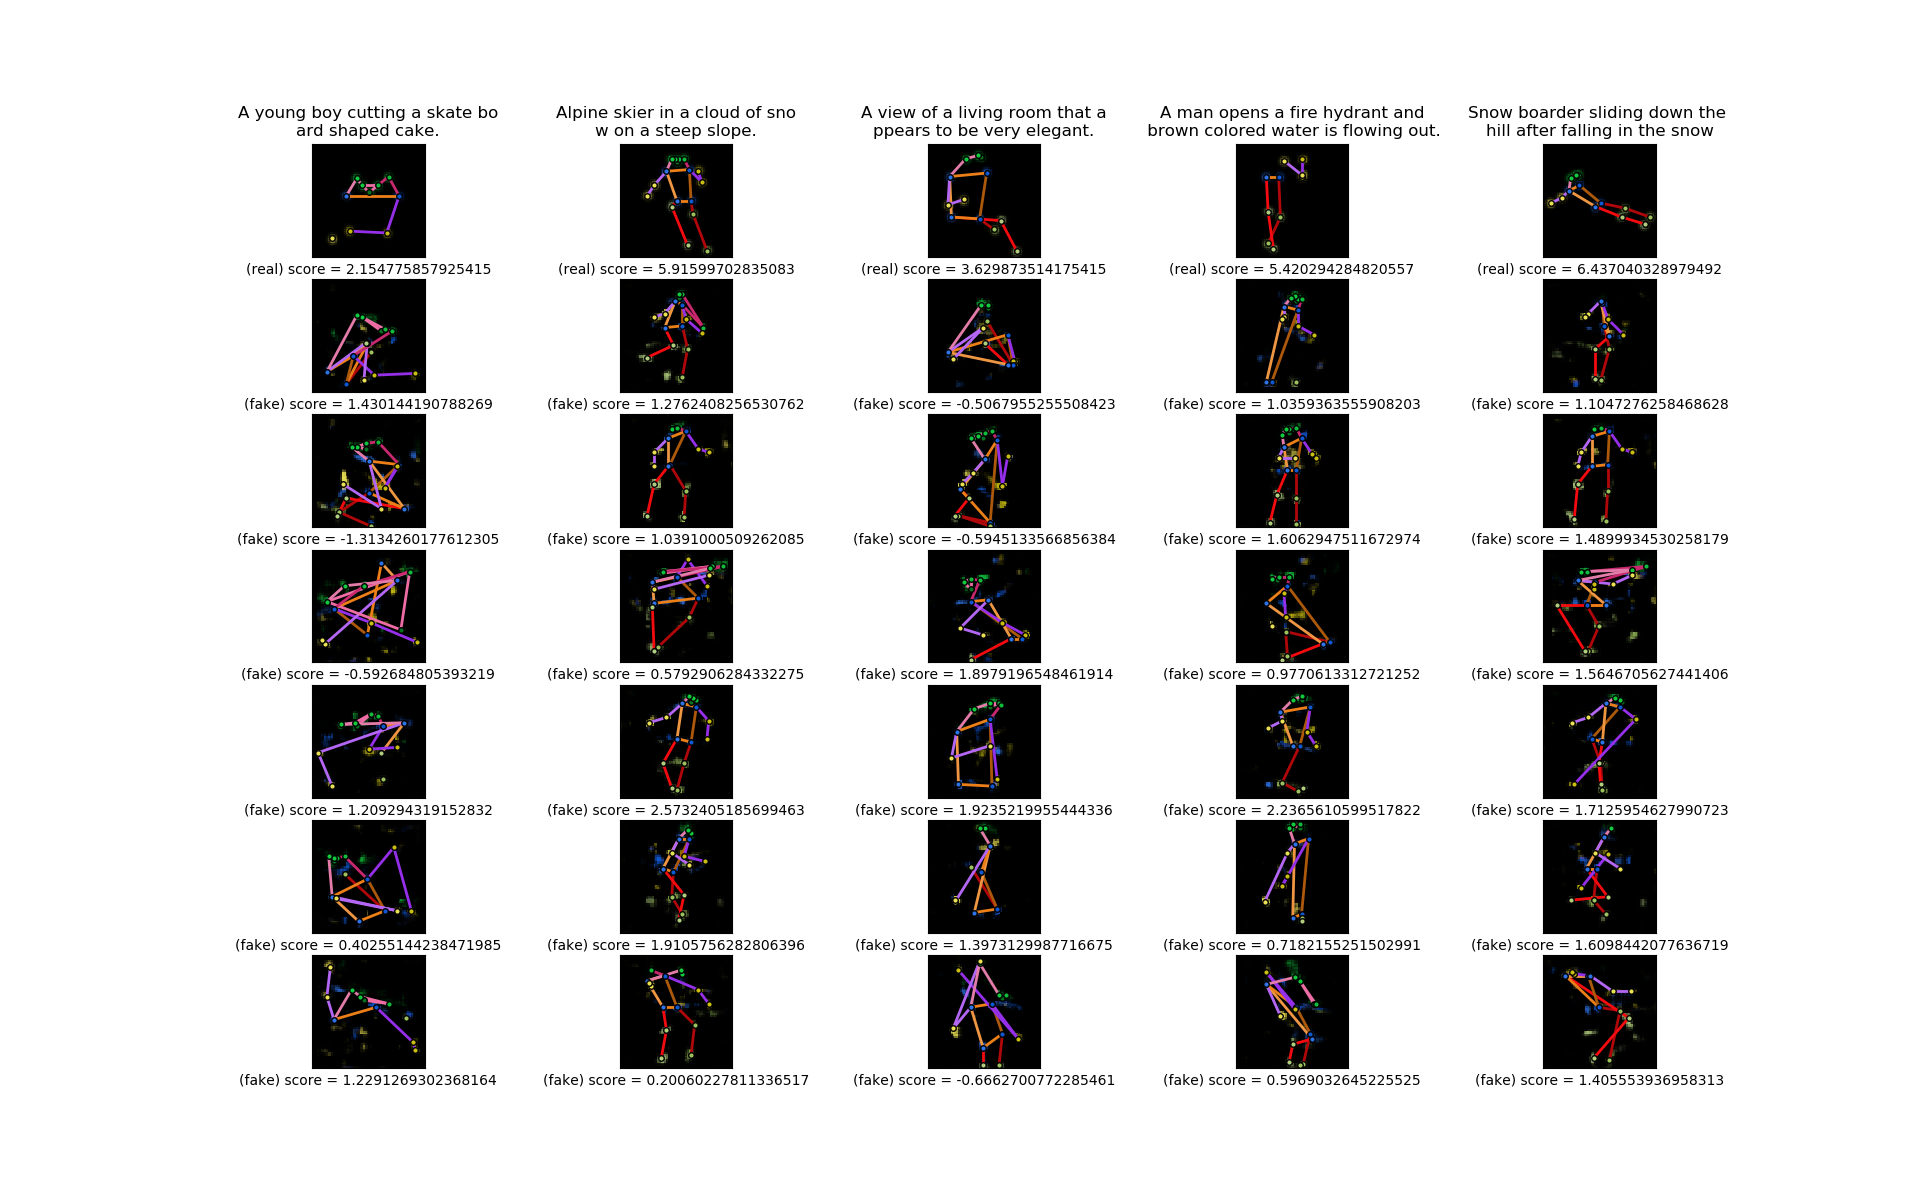 A young boy cutting a skate bo
ard shaped cake.
Alpine skier in a cloud of sno
w on a steep slope.
A view of a living room that a
ppears to be very elegant.
A man opens a fire hydrant and
brown colored water is flowing out.
Snow boarder sliding down the
hill after falling in the snow
(real) score = 2.154775857925415
(real) score = 5.91599702835083
(real) score = 3.629873514175415
(real) score = 5.420294284820557
(real) score = 6.437040328979492
(fake) score = 1.430144190788269
(fake) score = 1.2762408256530762
(fake) score = -0.5067955255508423
(fake) score = 1.0359363555908203
(fake) score = 1.1047276258468628
(fake) score = -1.3134260177612305
(fake) score = 1.0391000509262085
(fake) score = -0.5945133566856384
(fake) score = 1.6062947511672974
(fake) score = 1.4899934530258179
(fake) score = -0.592684805393219
(fake) score = 0.5792906284332275
(fake) score = 1.8979196548461914
(fake) score = 0.9770613312721252
(fake) score = 1.5646705627441406
(fake) score = 1.209294319152832
(fake) score = 2.5732405185699463
(fake) score = 1.9235219955444336
(fake) score = 2.2365610599517822
(fake) score = 1.7125954627990723
(fake) score = 0.40255144238471985
(fake) score = 1.9105756282806396
(fake) score = 1.3973129987716675
(fake) score = 0.7182155251502991
(fake) score = 1.6098442077636719
(fake) score = 1.2291269302368164
(fake) score = 0.20060227811336517
(fake) score = -0.6662700772285461
(fake) score = 0.5969032645225525
(fake) score = 1.405553936958313